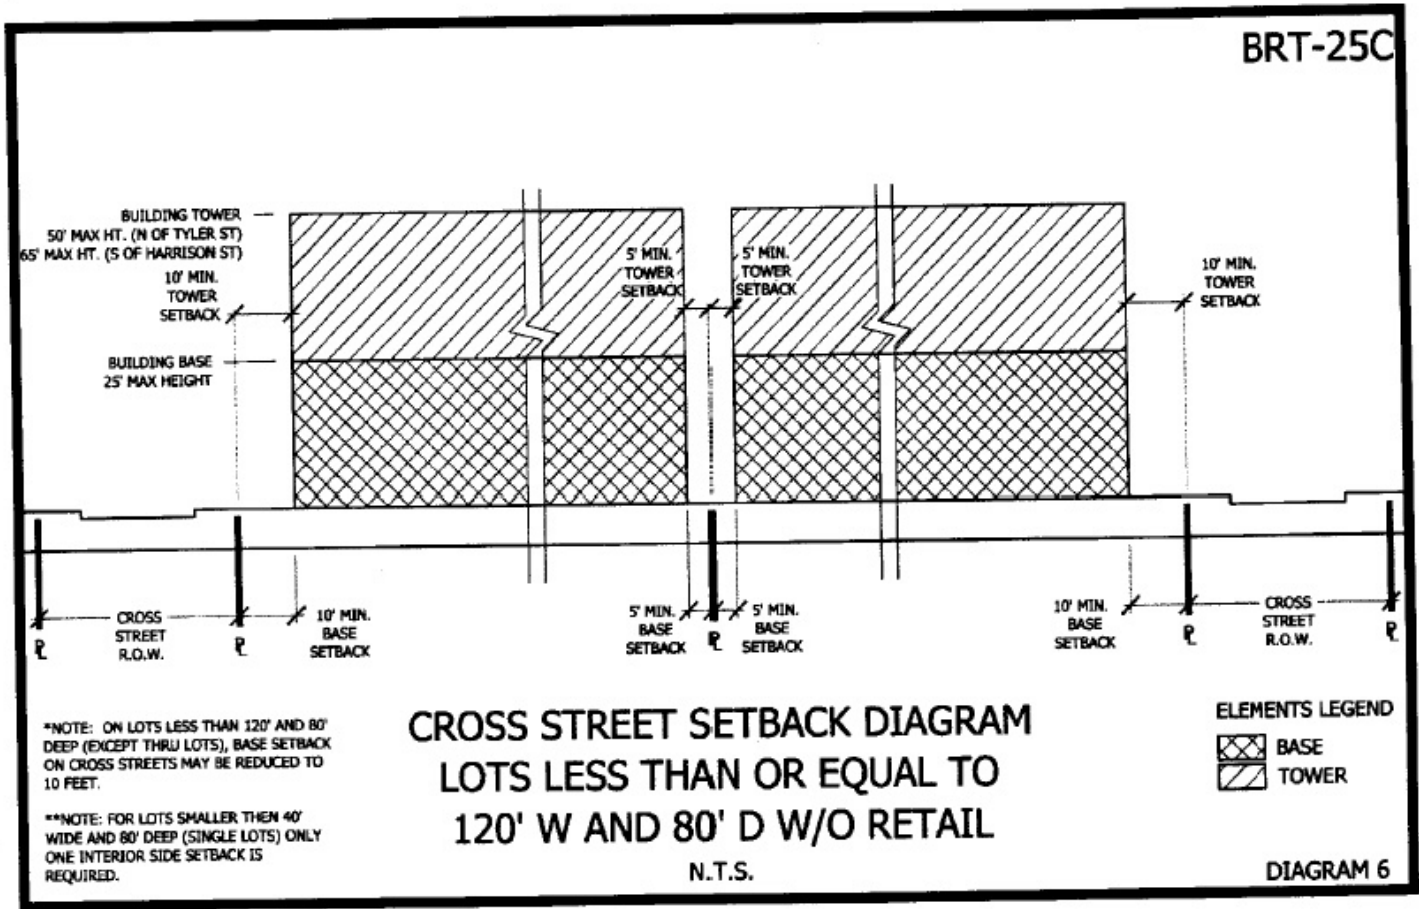 BRT-25C
BUILDING TOWER
50' MAX HT. (N OF TYLER ST)
65' MAX HT. (S OF HARRISON ST)
10' MIN.
TOWER
SETBACK
5' MIN.
TOWER
SETBACK
5' MIN.
TOWER
SETBACK
10' MIN.
TOWER
SETBACK
BUILDING BASE
25' MAX HEIGHT
CROSS
STREET
R.O.W.
10' MIN.
BASE
SETBACK
5' MIN.
BASE
SETBACK
5' MIN.
BASE
SETBACK
10' MIN.
BASE
SETBACK
CROSS
STREET
R.O.W.
PL
PL
PL
PL
PL
*NOTE: ON LOTS LESS THAN 120' AND 80'
DEEP (EXCEPT THRU LOTS), BASE SETBACK
ON CROSS STREETS MAY BE REDUCED TO
10 FEET.
**NOTE: FOR LOTS SMALLER THEN 40'
WIDE AND 80' DEEP (SINGLE LOTS) ONLY
ONE INTERIOR SIDE SETBACK IS
REQUIRED.
CROSS STREET SETBACK DIAGRAM
LOTS LESS THAN OR EQUAL TO
120' W AND 80' D W/O RETAIL
N.T.S.
ELEMENTS LEGEND
BASE
TOWER
DIAGRAM 6